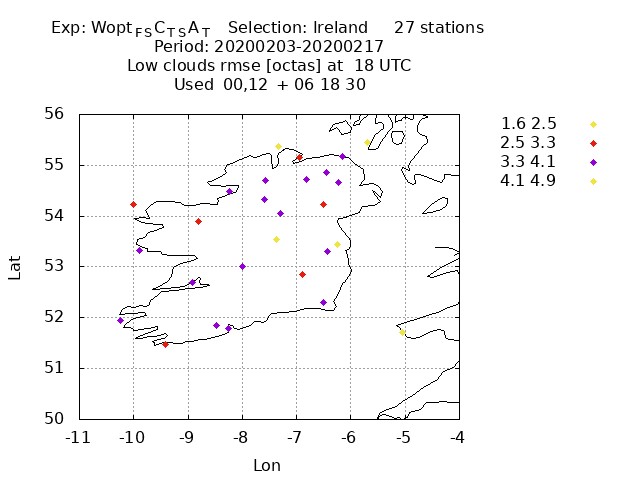 Exp: Wopt FS C TS A T Selection: Ireland 27 stations
Period: 20200203-20200217
Low clouds rmse [octas] at 18 UTC
Used 00,12 + 06 18 30
56
55
54
53
52
51
50
-11 -10 -9 -8 -7 -6 -5 -4
Lat
Lon
1.6 2.5
2.5 3.3
3.3 4.1
4.1 4.9